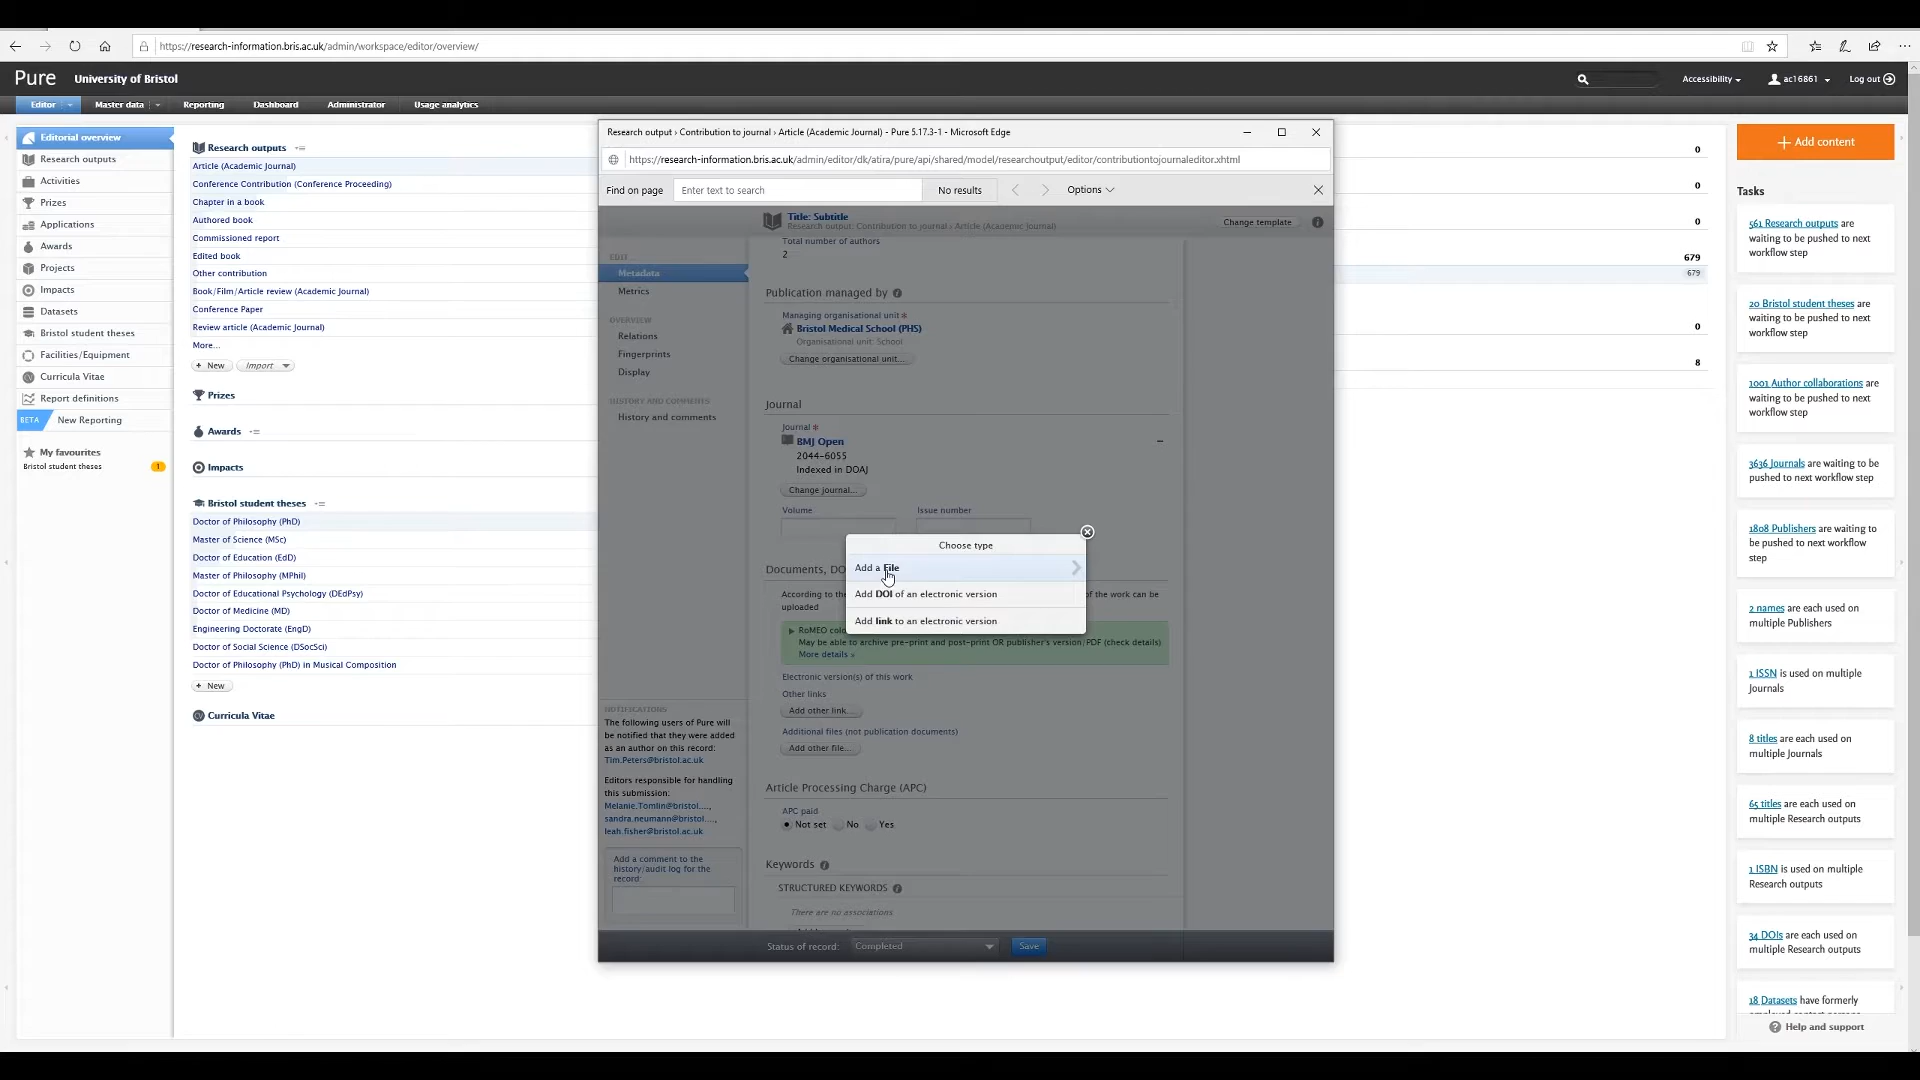 https://research-information.bris.ac.uk/admin/workspace/editor/overview/
Pure University of Bristol
Accessibility
ac16861
Log out
Editor
Master data
Reporting
Dashboard
Administrator
Usage analytics
Editorial overview
Research outputs
Activities
Prizes
Applications
Awards
Projects
Impacts
Datasets
Bristol student theses
Facilities/Equipment
Curricula Vitae
Report definitions
BETA New Reporting
My favourites
Bristol student theses 1
Research outputs
Article (Academic Journal)
Conference Contribution (Conference Proceeding)
Chapter in a book
Authored book
Commissioned report
Edited book
Other contribution
Book/Film/Article review (Academic Journal)
Conference Paper
Review article (Academic Journal)
More...
+ New
Import
Prizes
Awards
Impacts
Bristol student theses
Doctor of Philosophy (PhD)
Master of Science (MSc)
Doctor of Education (EdD)
Master of Philosophy (MPhil)
Doctor of Educational Psychology (DEdPsy)
Doctor of Medicine (MD)
Engineering Doctorate (EngD)
Doctor of Social Science (DSocSci)
Doctor of Philosophy (PhD) in Musical Composition
+ New
CV Curricula Vitae
Research output › Contribution to journal › Article (Academic Journal) - Pure 5.17.3-1 - Microsoft Edge
https://research-information.bris.ac.uk/admin/editor/dk/atira/pure/api/shared/model/researchoutput/editor/contributiontojournaleditor.xhtml
Find on page
Enter text to search
No results
Options
Title: Subtitle
Research output: Contribution to journal › Article (Academic Journal)
Change template
EDIT
Metadata
Metrics
OVERVIEW
Relations
Fingerprints
Display
HISTORY AND COMMENTS
History and comments
NOTIFICATIONS
The following users of Pure will
be notified that they were added
as an author on this record:
Tim.Peters@bristol.ac.uk
Editors responsible for handling
this submission:
Melanie.Tomlin@bristol....,
sandra.neumann@bristol....,
leah.fisher@bristol.ac.uk
Add a comment to the
history/audit log for the
record:
Total number of authors
2
Publication managed by
Managing organisational unit *
Bristol Medical School (PHS)
Organisational unit: School
Change organisational unit...
Journal
Journal *
BMJ Open
2044-6055
Indexed in DOAJ
Change journal...
Volume
Issue number
Choose type
Add a File
Add DOI of an electronic version
Add link to an electronic version
Documents, DO
According to the
of the work can be
uploaded
RoMEO colo
May be able to archive pre-print and post-print OR publisher's version/PDF (check details)
More details »
Electronic version(s) of this work
Other links
Add other link...
Additional files (not publication documents)
Add other file...
Article Processing Charge (APC)
APC paid
Not set
No
Yes
Keywords
STRUCTURED KEYWORDS
There are no associations
Status of record: Completed
Save
0
0
0
679
679
0
8
+ Add content
Tasks
561 Research outputs are
waiting to be pushed to next
workflow step
20 Bristol student theses are
waiting to be pushed to next
workflow step
1001 Author collaborations are
waiting to be pushed to next
workflow step
3636 Journals are waiting to be
pushed to next workflow step
1808 Publishers are waiting to
be pushed to next workflow
step
2 names are each used on
multiple Publishers
1 ISSN is used on multiple
Journals
8 titles are each used on
multiple Journals
65 titles are each used on
multiple Research outputs
1 ISBN is used on multiple
Research outputs
34 DOIs are each used on
multiple Research outputs
18 Datasets have formerly
Help and support